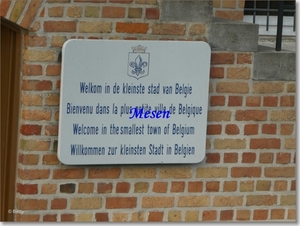 Welkom in de kleinste stad van Belgie
Bienvenu dans la plus petite ville de Belgique
Mesen
Welcome in the smallest town of Belgium
Willkommen zur kleinsten Stadt in Belgien